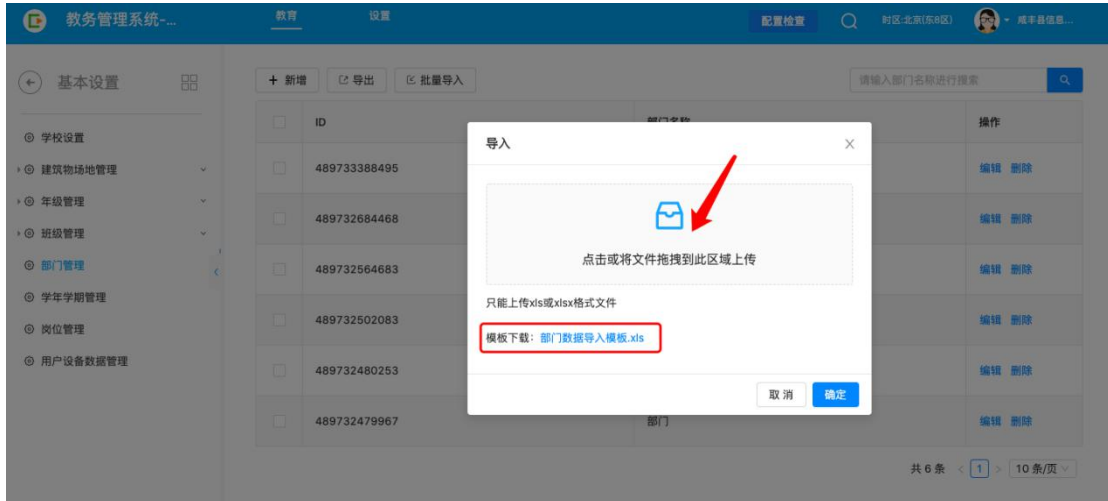 教务管理系统-...
教育
设置
配置检查
时区:北京(东8区)
咸丰县信息...
基本设置
+ 新增
导出
批量导入
请输入部门名称进行搜索
学校设置
建筑物场地管理
年级管理
班级管理
部门管理
学年学期管理
岗位管理
用户设备数据管理
ID
部门名称
操作
489733388495
编辑 删除
489732684468
编辑 删除
489732564683
编辑 删除
489732502083
编辑 删除
489732480253
编辑 删除
489732479967
部门
编辑 删除
导入
点击或将文件拖拽到此区域上传
只能上传xls或xlsx格式文件
模板下载：部门数据导入模板.xls
取 消
确定
共 6 条 < 1 > 10 条/页